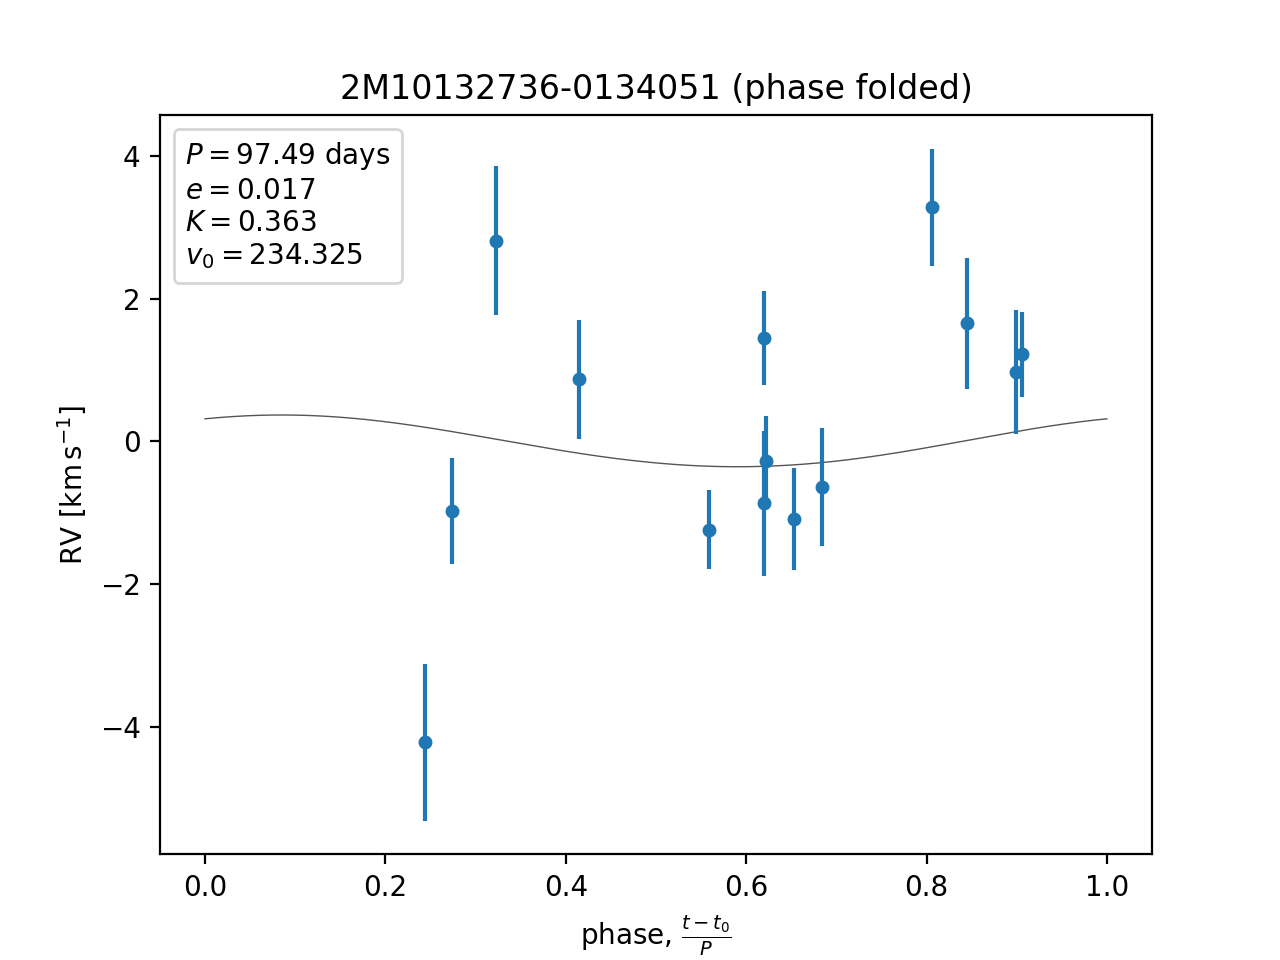 2M10132736-0134051 (phase folded)
P = 97.49 days
e = 0.017
K = 0.363
v₀ = 234.325
4
2
0
−2
−4
RV [km s⁻¹]
0.0 0.2 0.4 0.6 0.8 1.0
phase, (t − t₀)/P